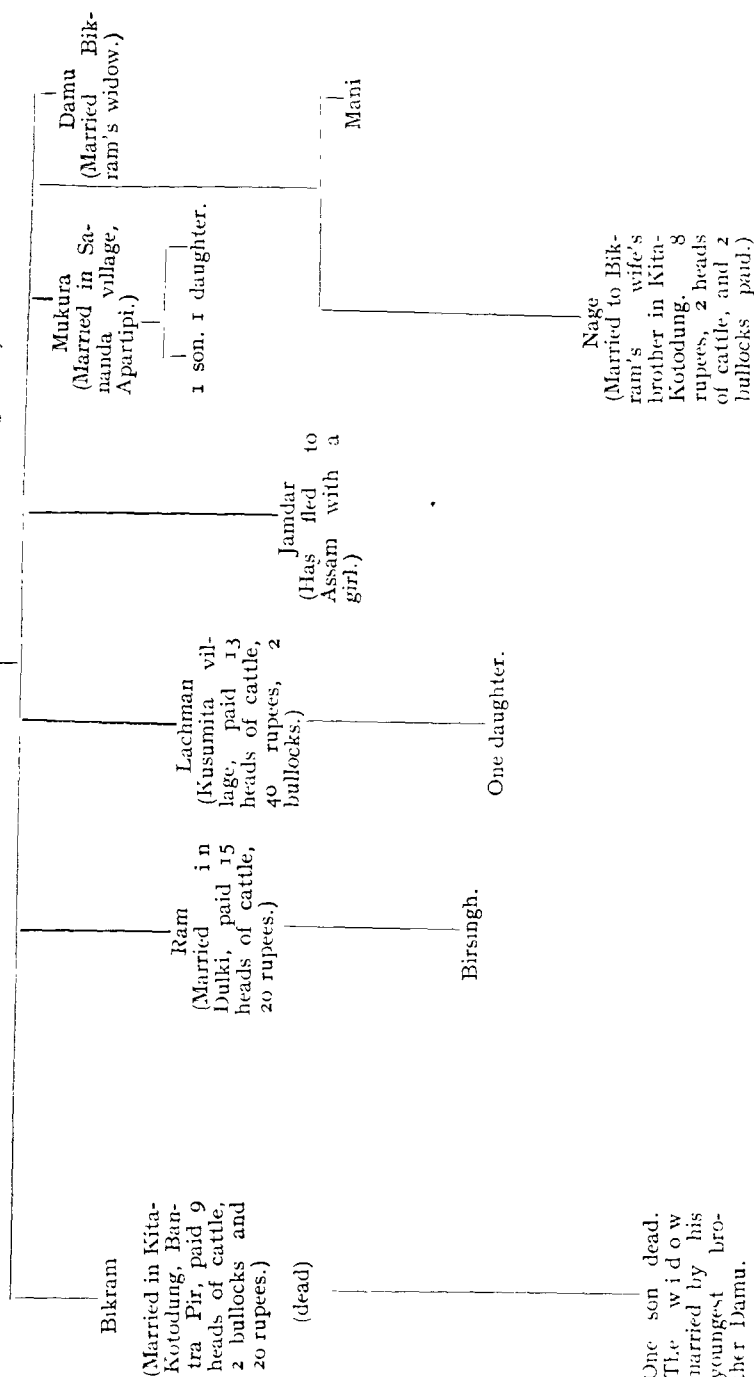 Bikram
(Married in Kita-
Kotodung, Ban-
tra Pir, paid 9
heads of cattle,
2 bullocks and
20 rupees.)
(dead)
One son dead.
The widow
married by his
youngest bro-
ther Damu.
Ram
(Married in
Dulki, paid 15
heads of cattle,
20 rupees.)
Birsingh.
Lachman
(Kusumita vil-
lage, paid 13
heads of cattle,
40 rupees, 2
bullocks.)
One daughter.
Jamdar
(Has fled to
Assam with a
girl.)
Mukura
(Married in Sa-
nanda village,
Apartipi.)
1 son. 1 daughter.
Damu
(Married Bik-
ram's widow.)
Nage
(Married to Bik-
ram's wife's
brother in Kita-
Kotodung. 8
rupees, 2 heads
of cattle, and 2
bullocks paid.)
Mani